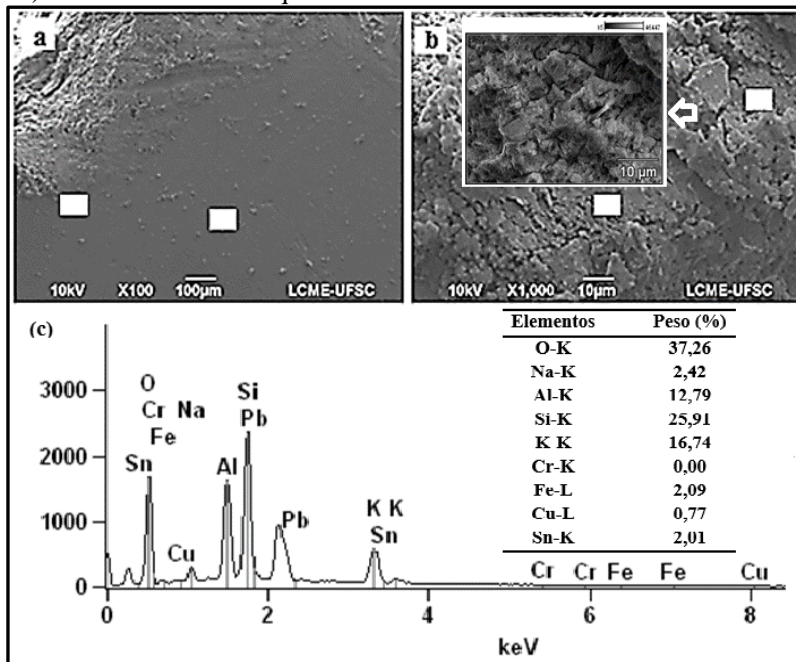 a
10kV X100 100µm LCME-UFSC
b
10 µm
10kV X1,000 10µm LCME-UFSC
(c)
Elementos Peso (%)
O-K 37,26
Na-K 2,42
Al-K 12,79
Si-K 25,91
K K 16,74
Cr-K 0,00
Fe-L 2,09
Cu-L 0,77
Sn-K 2,01
3000
2000
1000
0
O
Cr Na
Fe
Sn
Cu
Al
Si
Pb
Pb
K K
Sn
Cr Cr Fe Fe Cu
0 2 4 6 8
keV